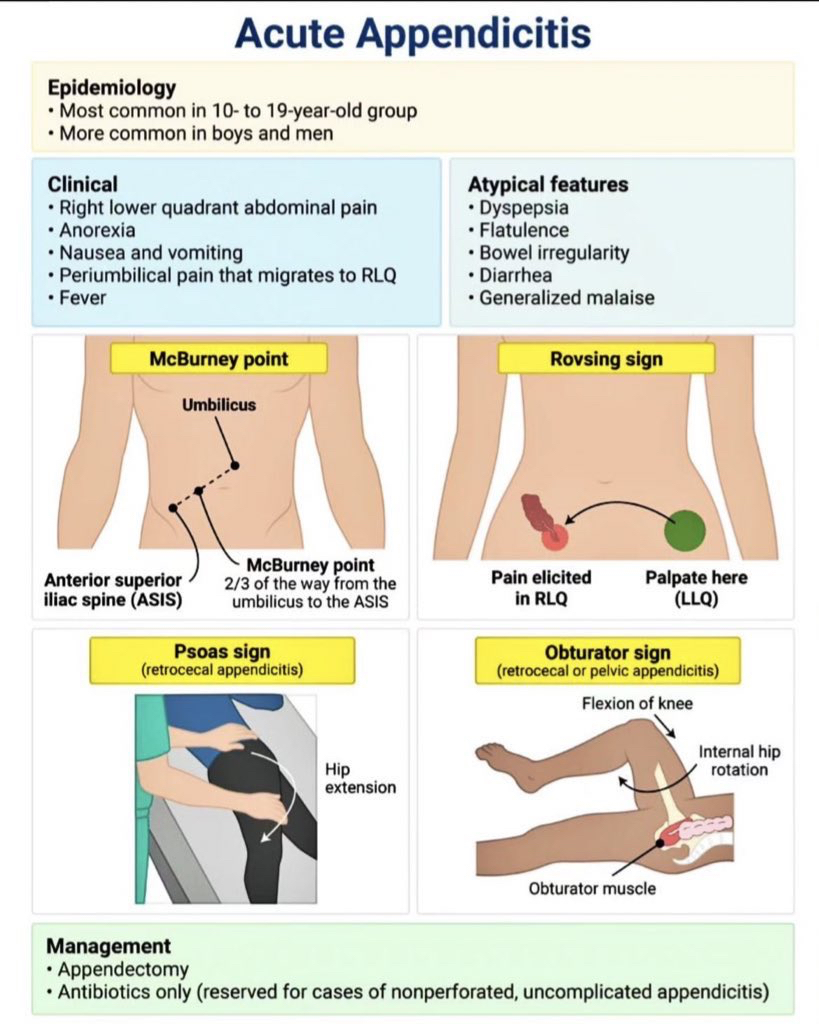 Acute Appendicitis
Epidemiology
• Most common in 10- to 19-year-old group
• More common in boys and men
Clinical
• Right lower quadrant abdominal pain
• Anorexia
• Nausea and vomiting
• Periumbilical pain that migrates to RLQ
• Fever
Atypical features
• Dyspepsia
• Flatulence
• Bowel irregularity
• Diarrhea
• Generalized malaise
McBurney point
Umbilicus
Anterior superior
iliac spine (ASIS)
McBurney point
2/3 of the way from the
umbilicus to the ASIS
Rovsing sign
Pain elicited
in RLQ
Palpate here
(LLQ)
Psoas sign
(retrocecal appendicitis)
Hip
extension
Obturator sign
(retrocecal or pelvic appendicitis)
Flexion of knee
Internal hip
rotation
Obturator muscle
Management
• Appendectomy
• Antibiotics only (reserved for cases of nonperforated, uncomplicated appendicitis)